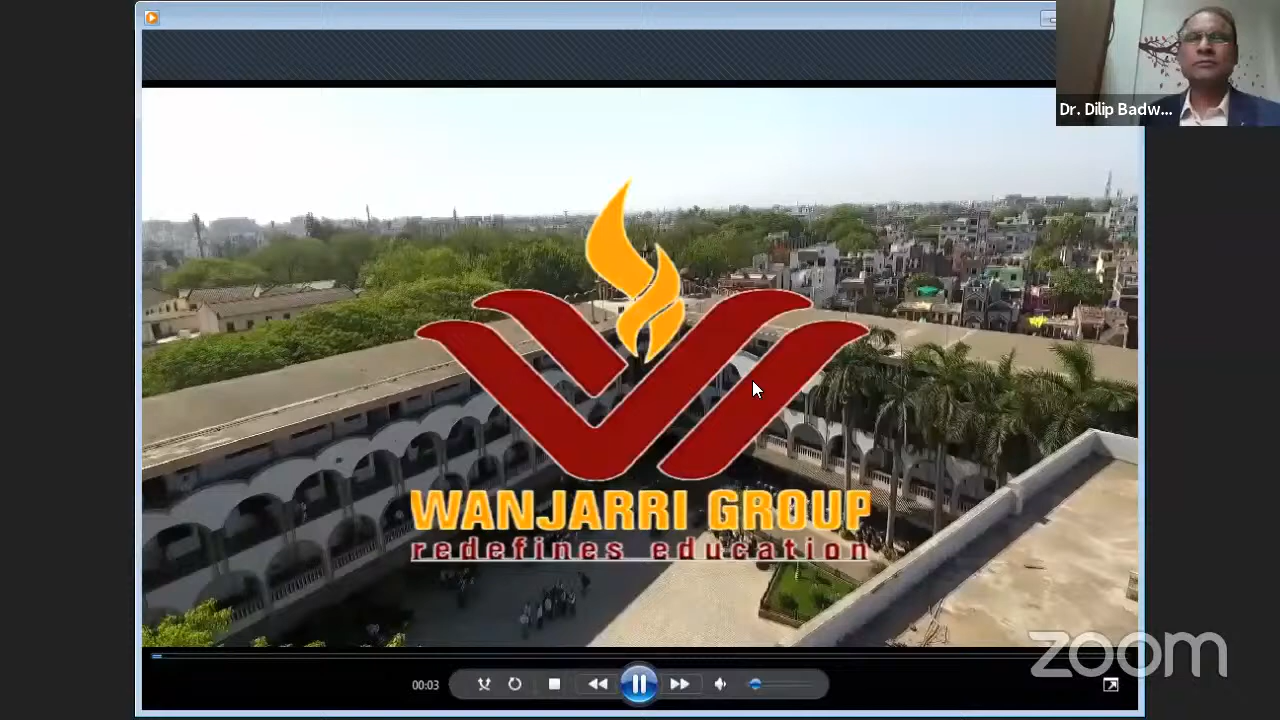 Dr. Dilip Badw...
WANJARRI GROUP
redefines education
00:03
zoom